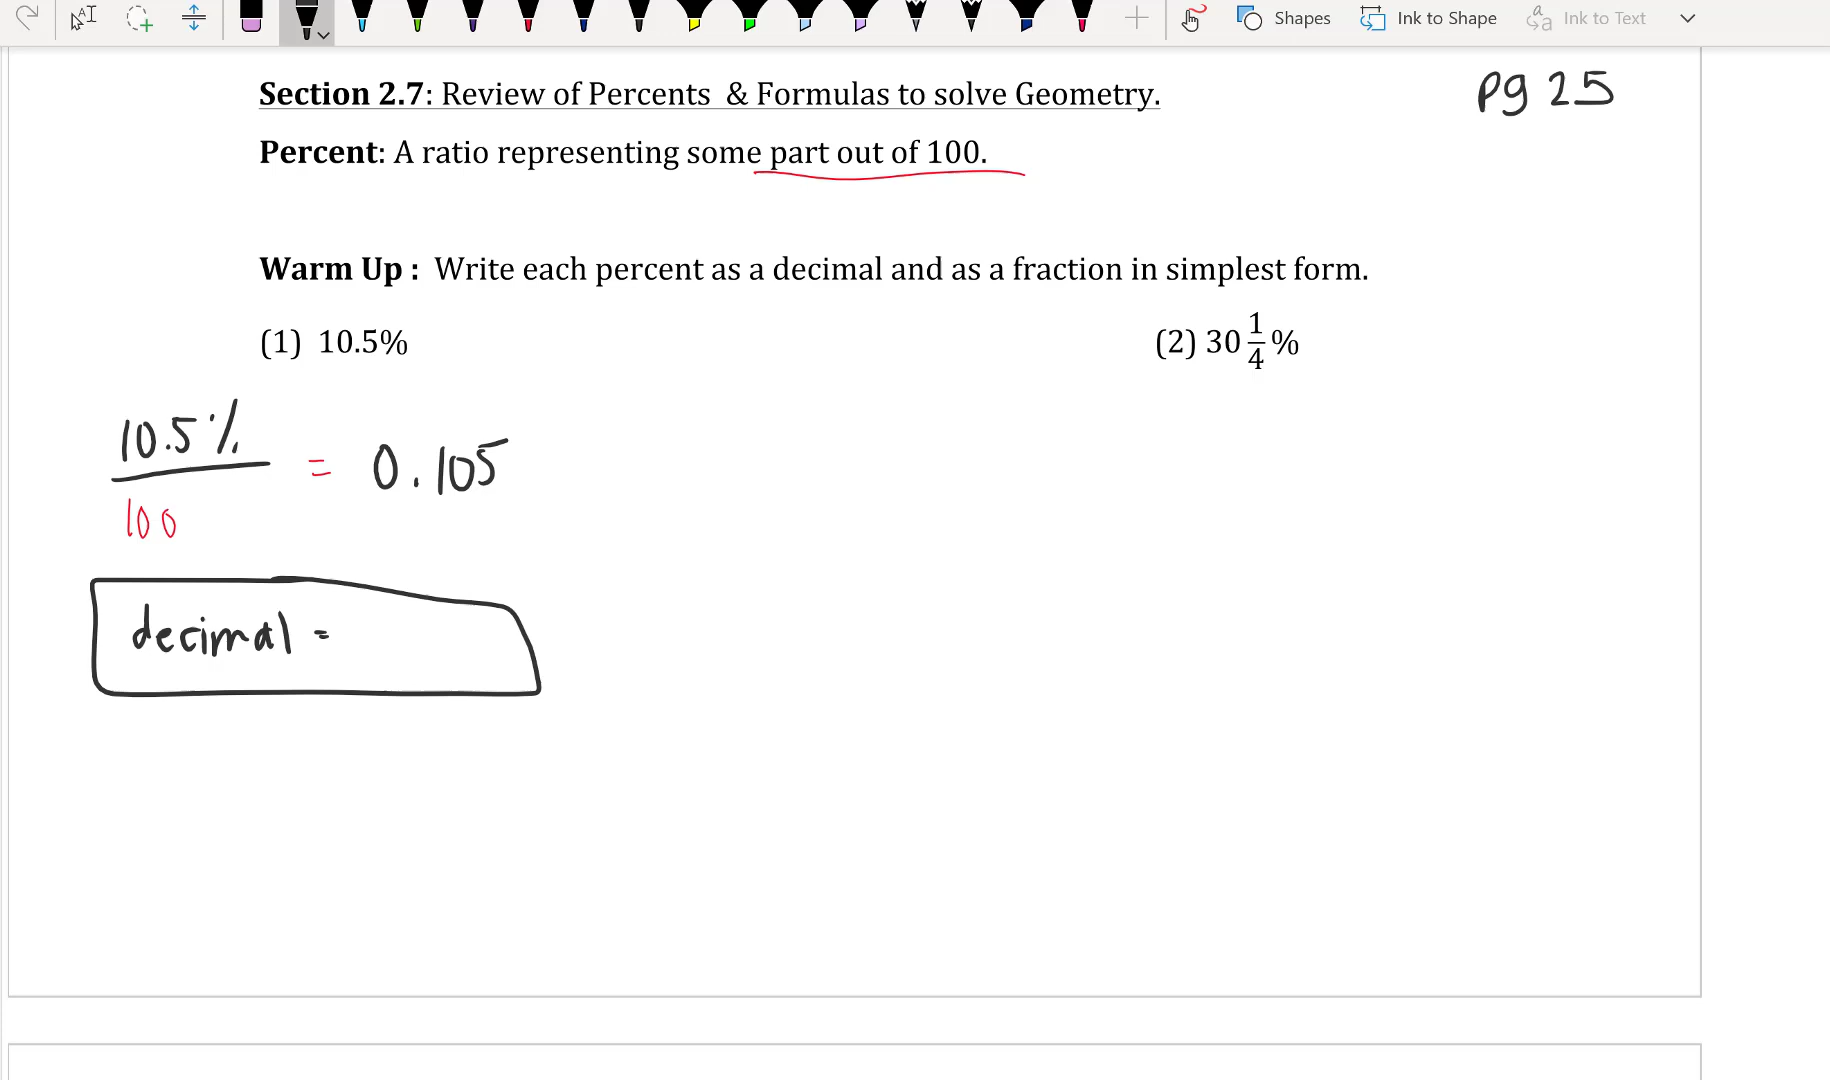 Shapes Ink to Shape Ink to Text
Section 2.7: Review of Percents & Formulas to solve Geometry.
pg 25
Percent: A ratio representing some part out of 100.
Warm Up : Write each percent as a decimal and as a fraction in simplest form.
(1) 10.5%
(2) 30 1/4 %
10.5% / 100 = 0.105
decimal =